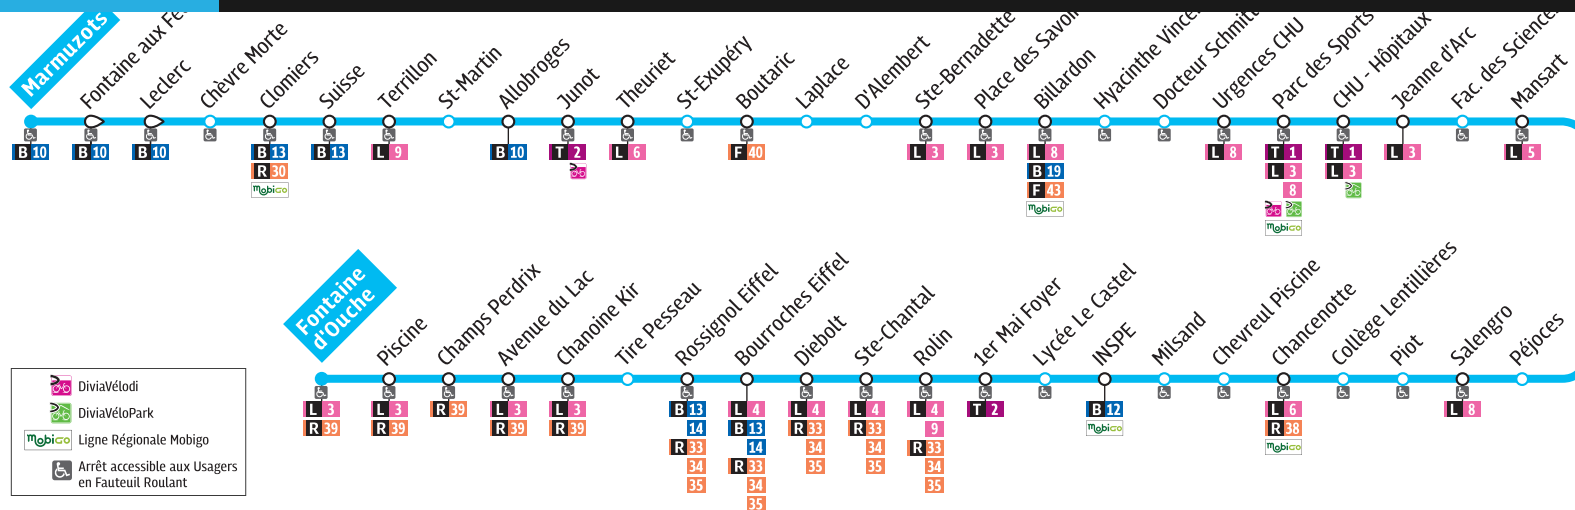 Marmuzots
Fontaine aux
Leclerc
Chèvre Morte
Clomiers
Suisse
Terrillon
St-Martin
Allobroges
Junot
Theuriet
St-Exupéry
Boutaric
Laplace
D'Alembert
Ste-Bernadette
Place des
Billardon
Hyacinthe
Docteur Schmitt
Urgences CHU
Parc des Sports
CHU - Hôpitaux
Jeanne d'Arc
Fac. des
Mansart
B 10
B 10
B 10
B 13
R 30
MobiGo
B 13
L 9
B 10
T 2
L 6
F 40
L 3
L 3
L 8
B 19
F 43
MobiGo
L 8
T 1
L 3
8
MobiGo
T 1
L 3
L 3
L 5
Fontaine
d'Ouche
Piscine
Champs Perdrix
Avenue du Lac
Chanoine Kir
Tire Pesseau
Rossignol Eiffel
Bourroches Eiffel
Diebolt
Ste-Chantal
Rolin
1er Mai Foyer
Lycée Le Castel
INSPE
Milsand
Chevreul Piscine
Chancenotte
Collège Lentillières
Piot
Salengro
Péjoces
L 3
R 39
L 3
R 39
R 39
L 3
R 39
L 3
R 39
B 13
14
R 33
34
35
L 4
B 13
14
R 33
34
35
L 4
R 33
34
35
L 4
R 33
34
35
L 4
9
R 33
34
35
T 2
B 12
MobiGo
L 6
R 38
MobiGo
L 8
DiviaVélodi
DiviaVéloPark
MobiGo Ligne Régionale Mobigo
Arrêt accessible aux Usagers
en Fauteuil Roulant